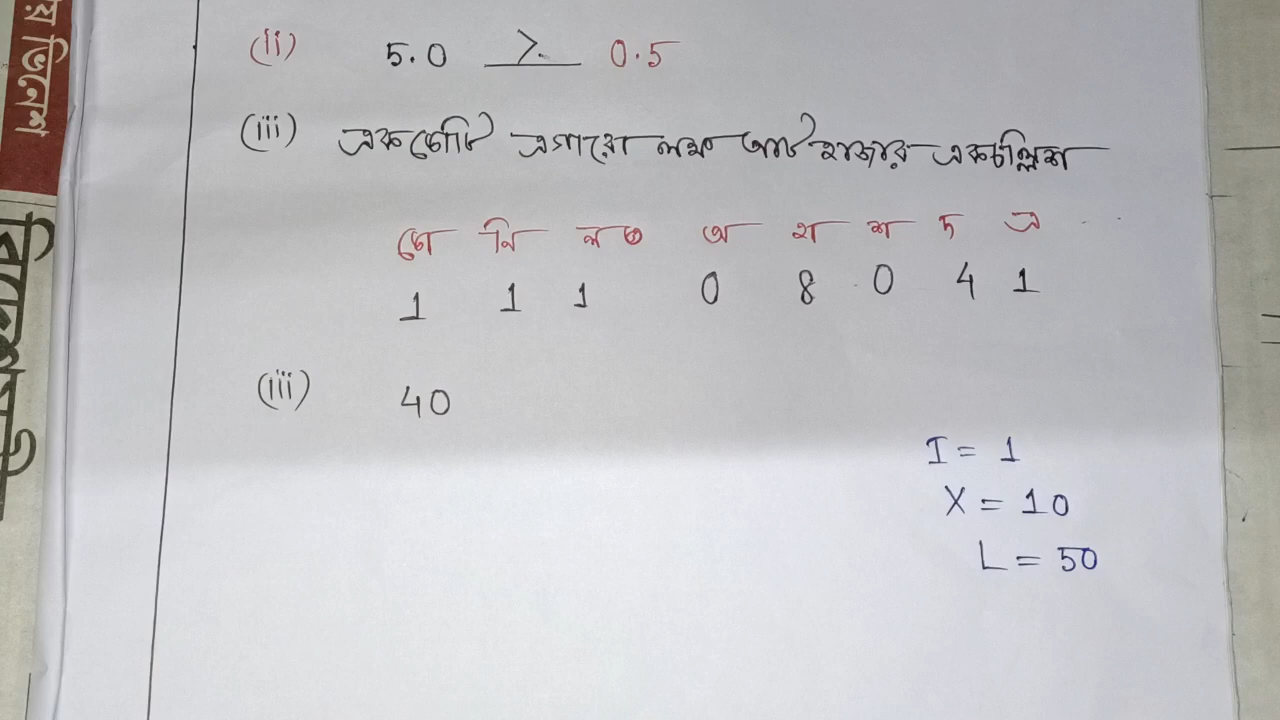 (ii) 5.0 > 0.5
(iii) এক কোটি এগারো লক্ষ আট হাজার একচল্লিশ
কো নি লক্ষ অ হা শ দ এ
1 1 1 0 8 0 4 1
(iii) 40
I = 1
X = 10
L = 50